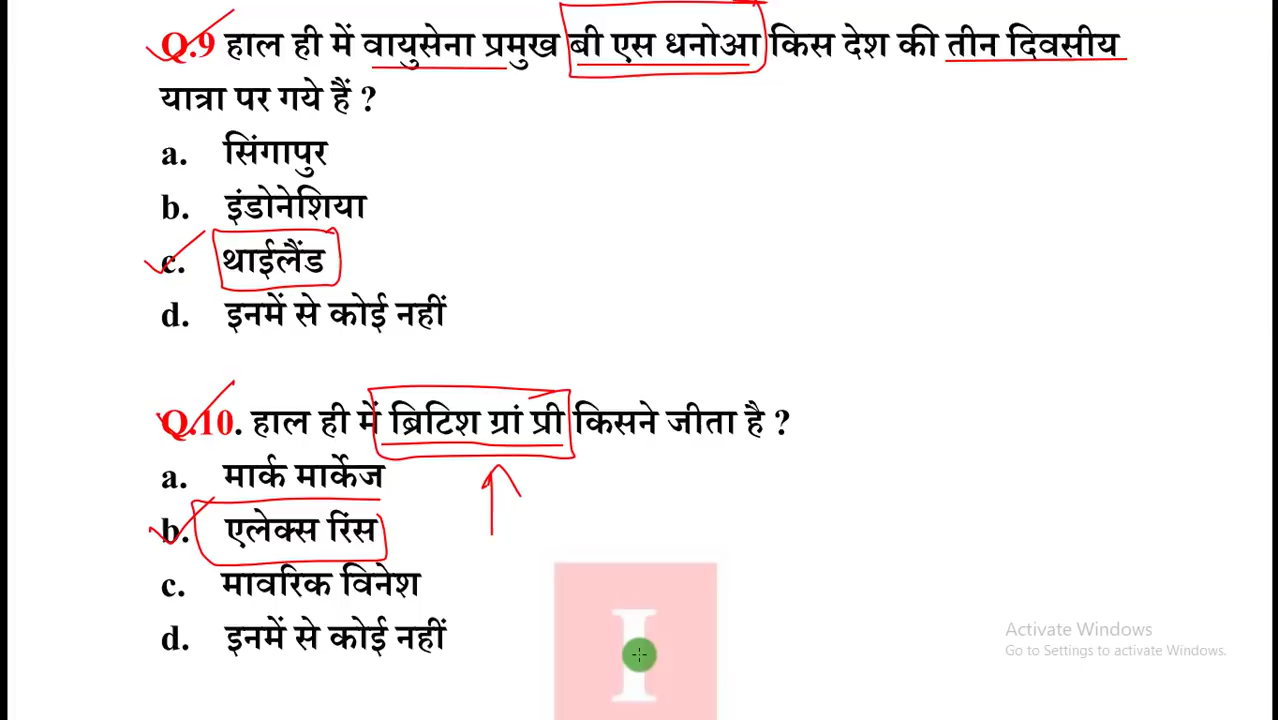 Q.9 हाल ही में वायुसेना प्रमुख बी एस धनोआ किस देश की तीन दिवसीय
यात्रा पर गये हैं ?
a. सिंगापुर
b. इंडोनेशिया
c. थाईलैंड
d. इनमें से कोई नहीं
Q.10. हाल ही में ब्रिटिश ग्रां प्री किसने जीता है ?
a. मार्क मार्केज
b. एलेक्स रिंस
c. मावरिक विनेश
d. इनमें से कोई नहीं
I
Activate Windows
Go to Settings to activate Windows.